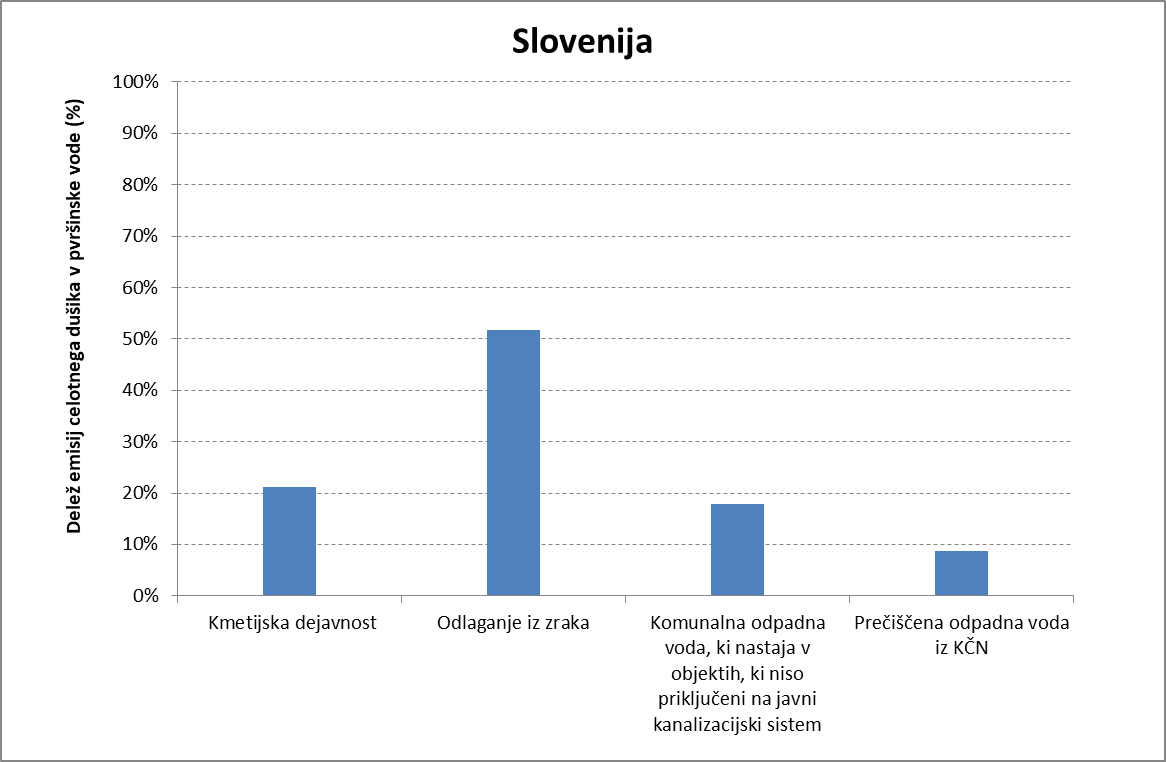 Slovenija
Delež emisij celotnega dušika v pvršinske vode (%)
100%
90%
80%
70%
60%
50%
40%
30%
20%
10%
0%
Kmetijska dejavnost
Odlaganje iz zraka
Komunalna odpadna
voda, ki nastaja v
objektih, ki niso
priključeni na javni
kanalizacijski sistem
Prečiščena odpadna voda
iz KČN